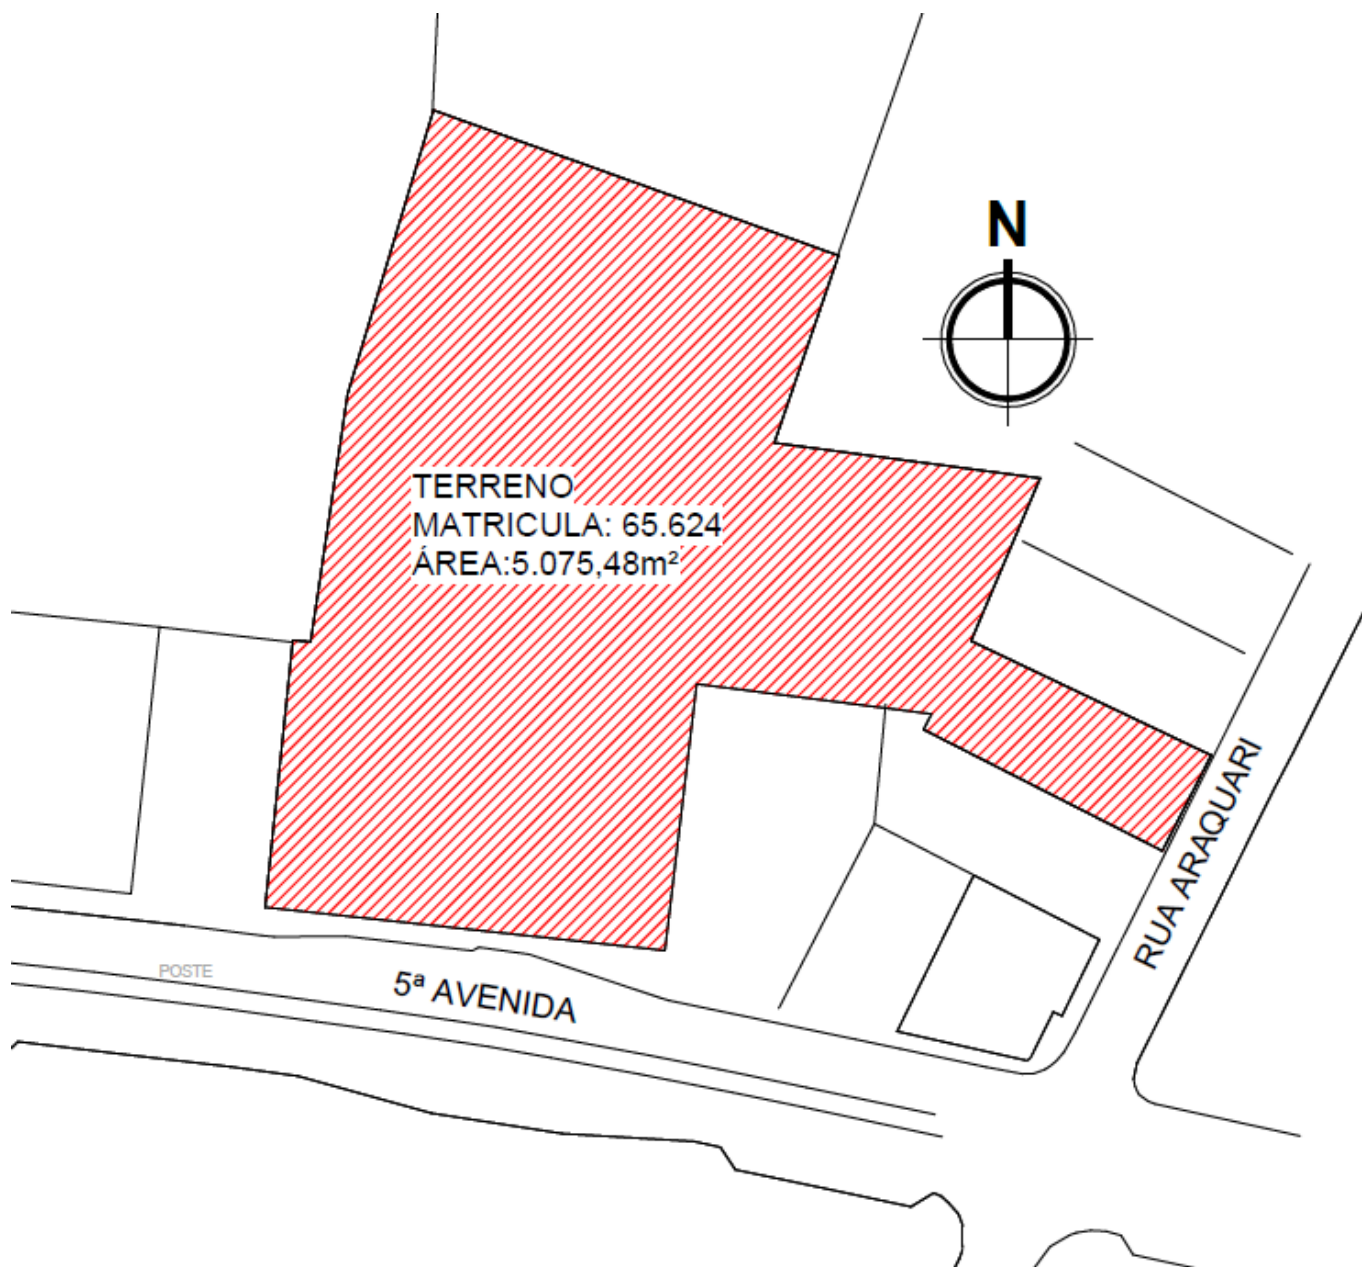 N
TERRENO
MATRICULA: 65.624
ÁREA:5.075,48m²
RUA ARAQUARI
POSTE
5ª AVENIDA